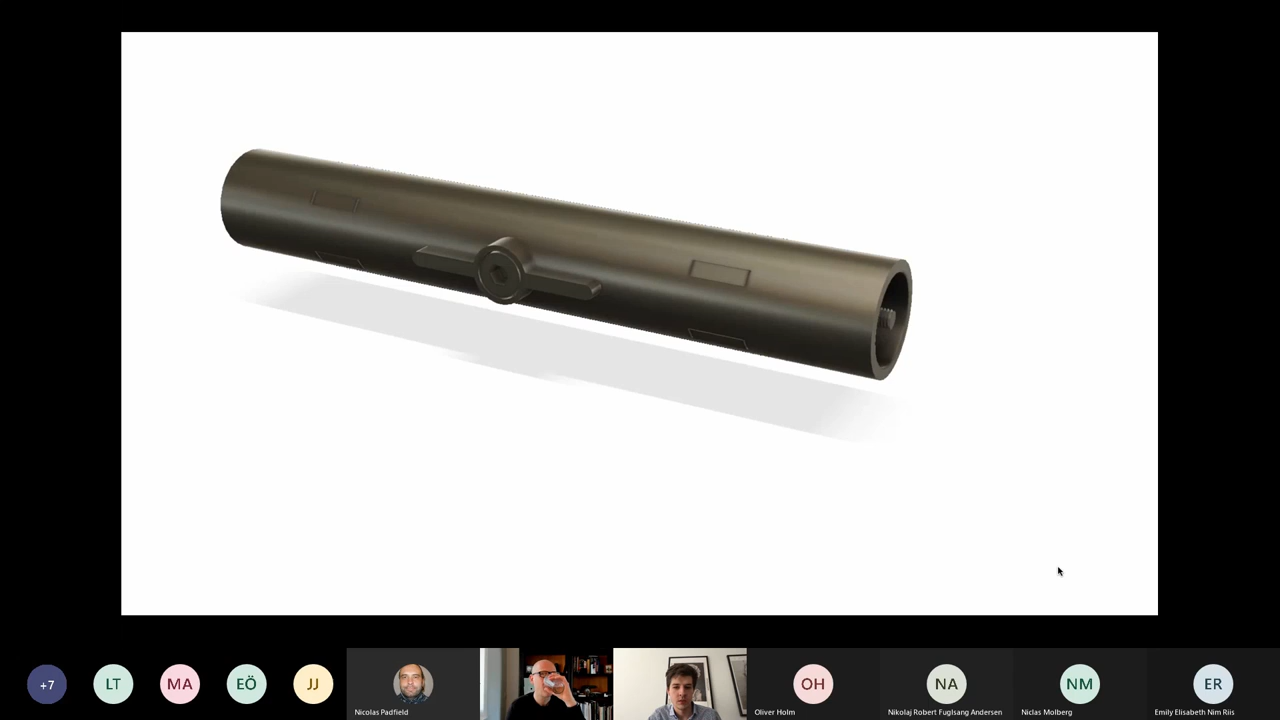 +7
LT
MA
EÖ
JJ
Nicolas Padfield
OH
Oliver Holm
NA
Nikolaj Robert Fuglsang Andersen
NM
Niclas Molberg
ER
Emily Elisabeth Nim Riis